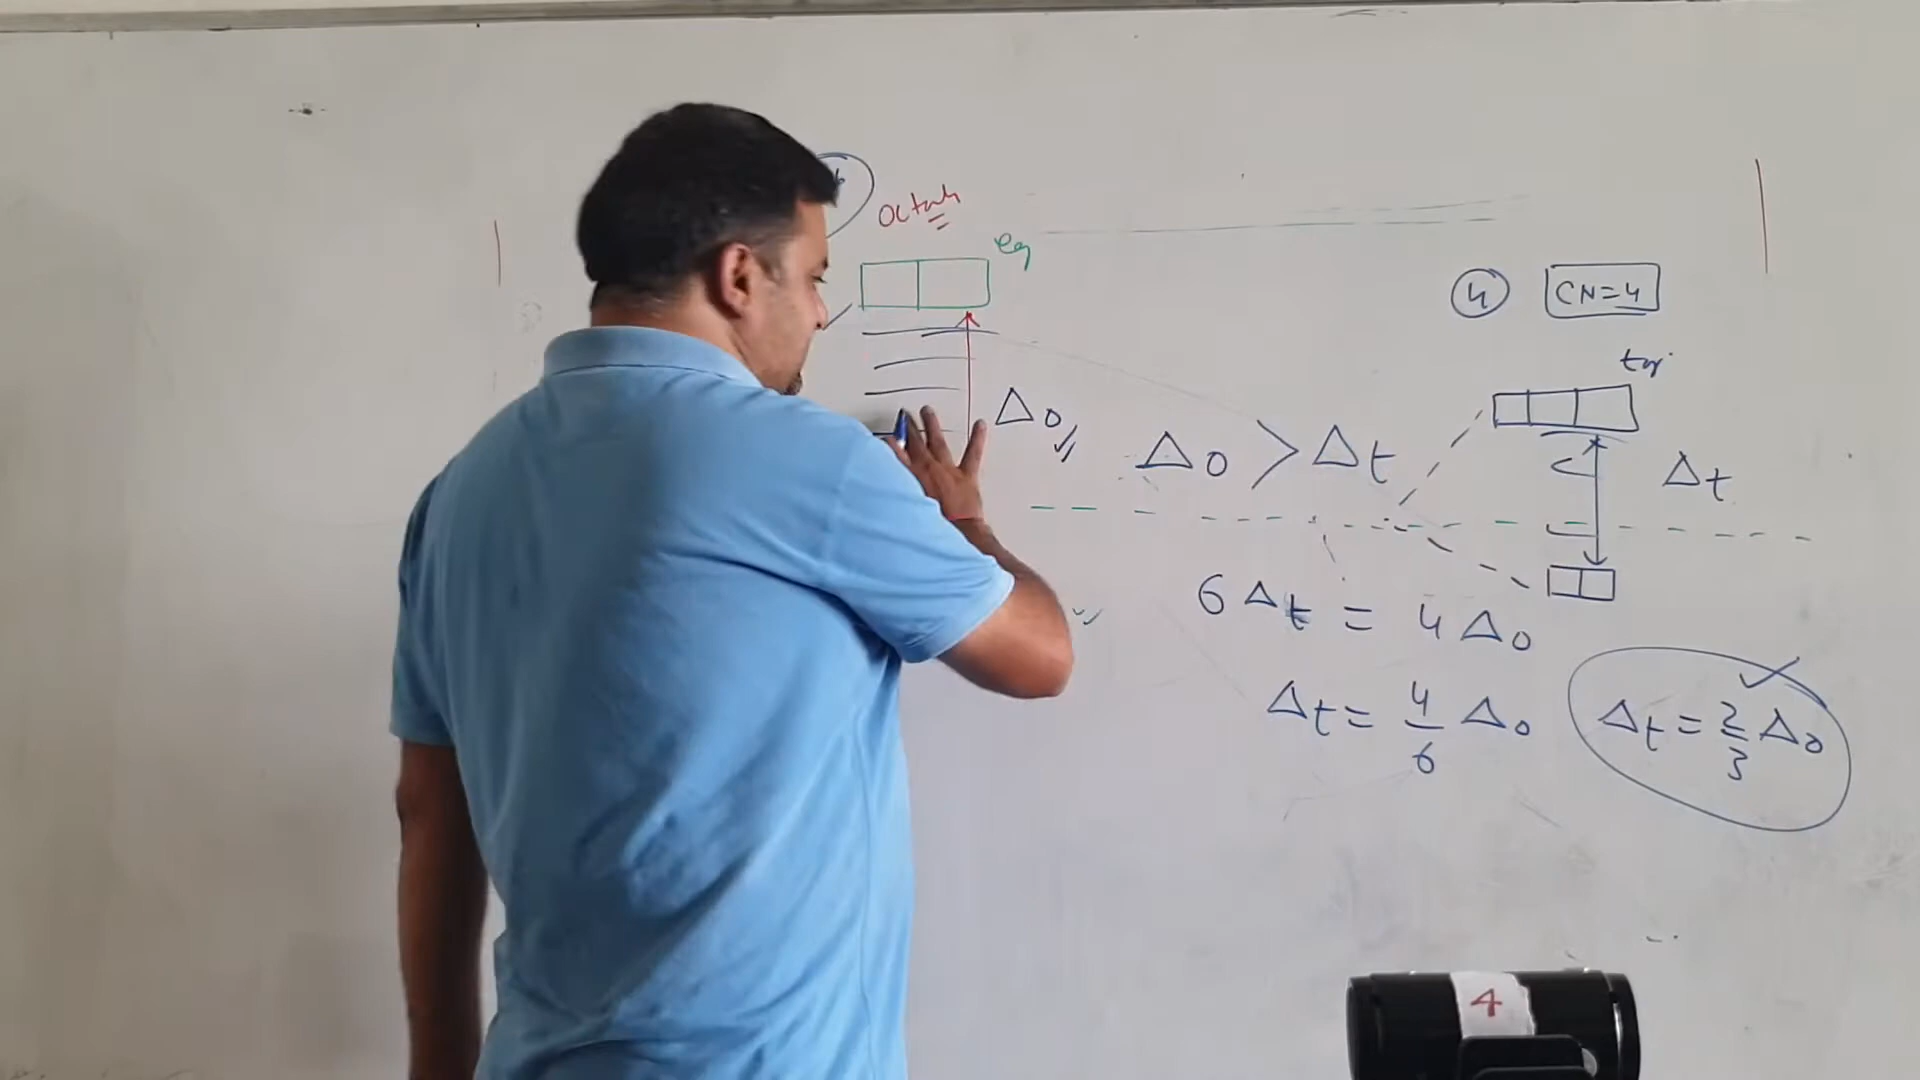 Octah
eg
4
CN=4
Δo
Δo > Δt
Δt
6 Δt = 4 Δo
Δt = 4/6 Δo
Δt = 2/3 Δo
4